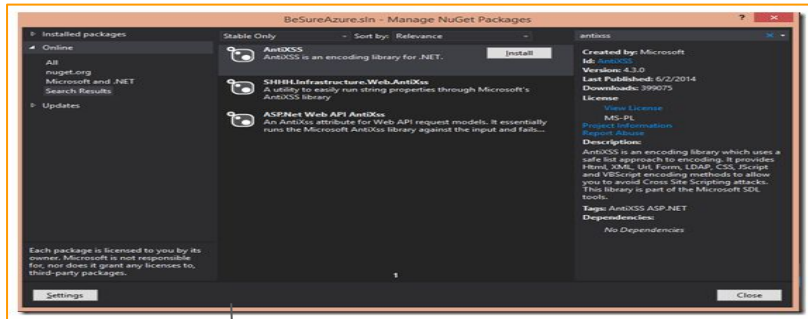 BeSureAzure.sln - Manage NuGet Packages
? ×
Installed packages
Online
All
nuget.org
Microsoft and .NET
Search Results
Updates
Each package is licensed to you by its
owner. Microsoft is not responsible
for, nor does it grant any licenses to,
third-party packages.
Settings
Stable Only
Sort by: Relevance
AntiXSS
AntiXSS is an encoding library for .NET.
Install
SHHH.Infrastructure.Web.AntiXss
A utility to easily run string properties through Microsoft's
AntiXSS library
ASP.Net Web API AntiXss
An AntiXss attribute for Web API request models. It essentially
runs the Microsoft AntiXss library against the input and fails...
1
antixss
Created by: Microsoft
Id: AntiXSS
Version: 4.3.0
Last Published: 6/2/2014
Downloads: 399075
License
View License
MS-PL
Project Information
Report Abuse
Description:
AntiXSS is an encoding library which uses a
safe list approach to encoding. It provides
Html, XML, Url, Form, LDAP, CSS, JScript
and VBScript encoding methods to allow
you to avoid Cross Site Scripting attacks.
This library is part of the Microsoft SDL
tools.
Tags: AntiXSS ASP.NET
Dependencies:
No Dependencies
Close